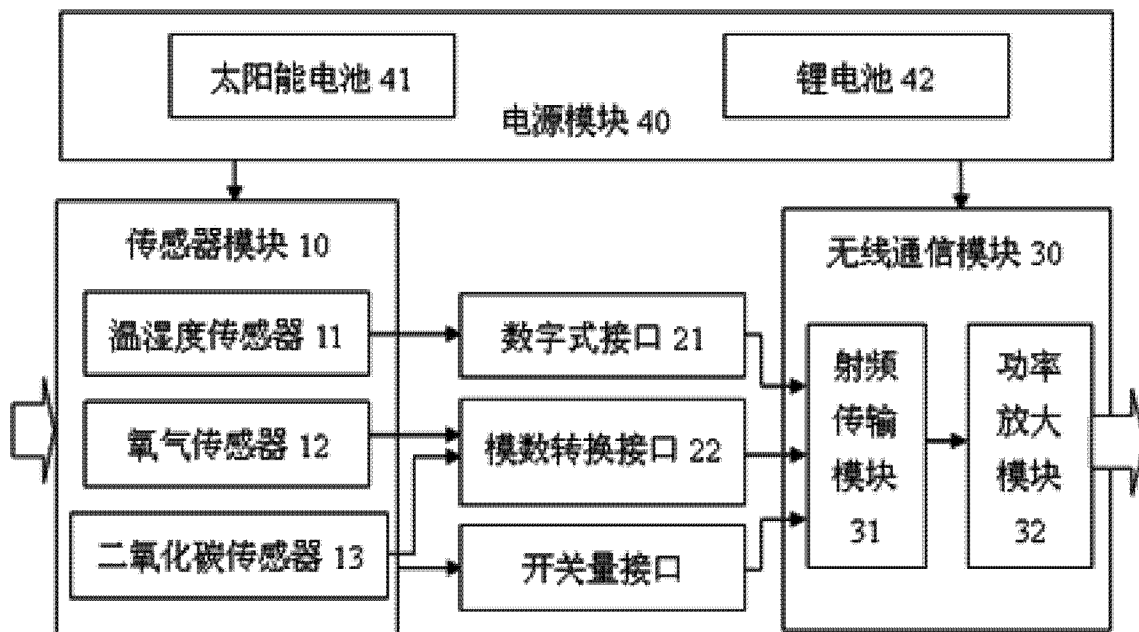 太阳能电池 41
锂电池 42
电源模块 40
传感器模块 10
无线通信模块 30
温湿度传感器 11
数字式接口 21
氧气传感器 12
模数转换接口 22
二氧化碳传感器 13
开关量接口
射频
传输
模块
31
功率
放大
模块
32